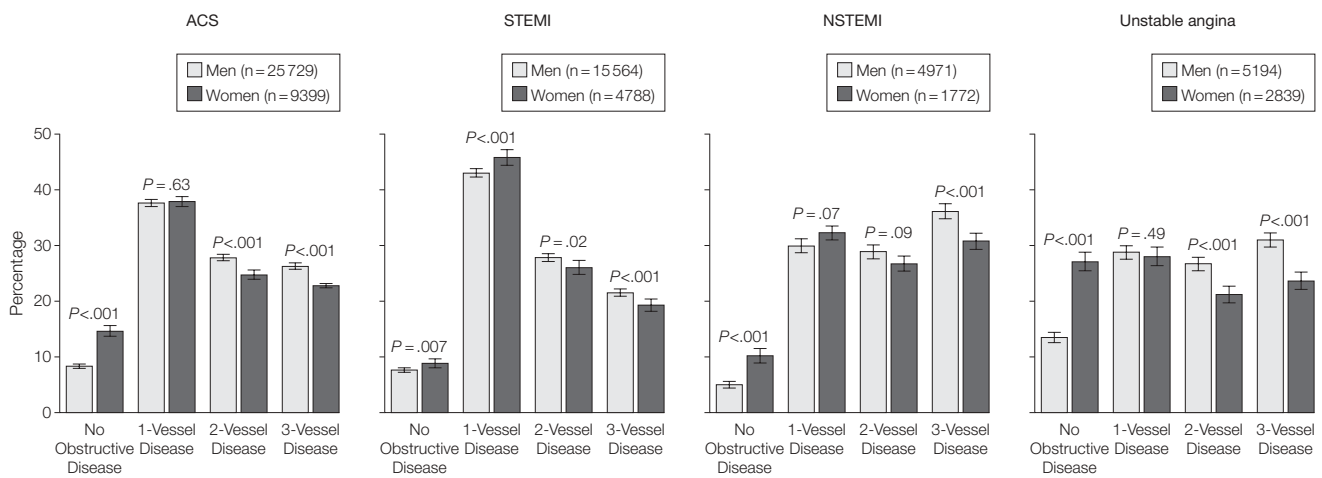 ACS
Men (n=25 729)
Women (n=9399)
Percentage
50
40
30
20
10
0
P<.001
P=.63
P<.001
P<.001
No Obstructive Disease
1-Vessel Disease
2-Vessel Disease
3-Vessel Disease
STEMI
Men (n=15 564)
Women (n=4788)
P=.007
P<.001
P=.02
P<.001
No Obstructive Disease
1-Vessel Disease
2-Vessel Disease
3-Vessel Disease
NSTEMI
Men (n=4971)
Women (n=1772)
P<.001
P=.07
P=.09
P<.001
No Obstructive Disease
1-Vessel Disease
2-Vessel Disease
3-Vessel Disease
Unstable angina
Men (n=5194)
Women (n=2839)
P<.001
P=.49
P<.001
P<.001
No Obstructive Disease
1-Vessel Disease
2-Vessel Disease
3-Vessel Disease